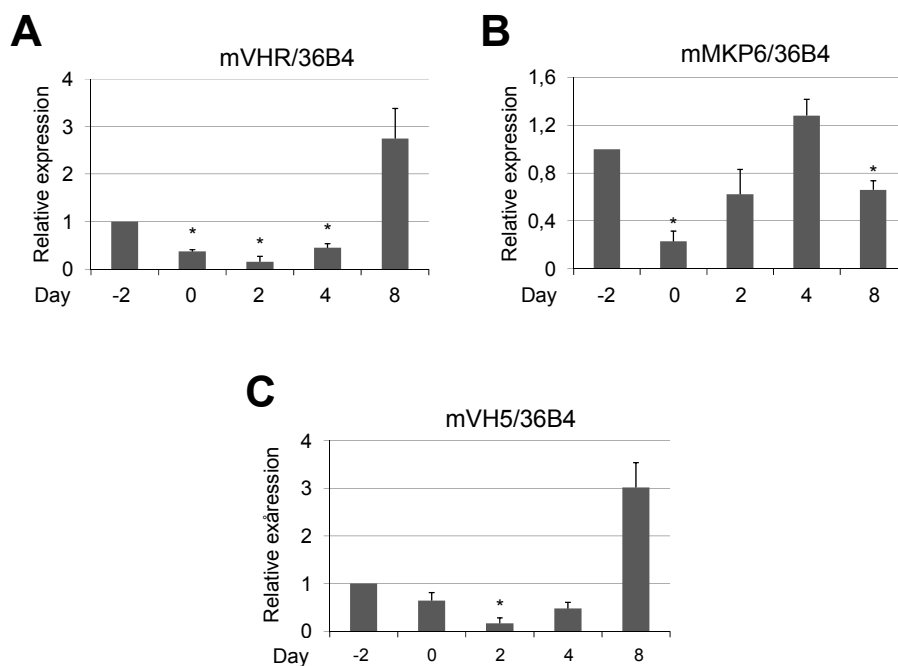 A
mVHR/36B4
Relative expression
4
3
2
1
0
* * *
Day -2 0 2 4 8
B
mMKP6/36B4
Relative expression
1,6
1,2
0,8
0,4
0
* *
Day -2 0 2 4 8
C
mVH5/36B4
Relative exåression
4
3
2
1
0
*
Day -2 0 2 4 8